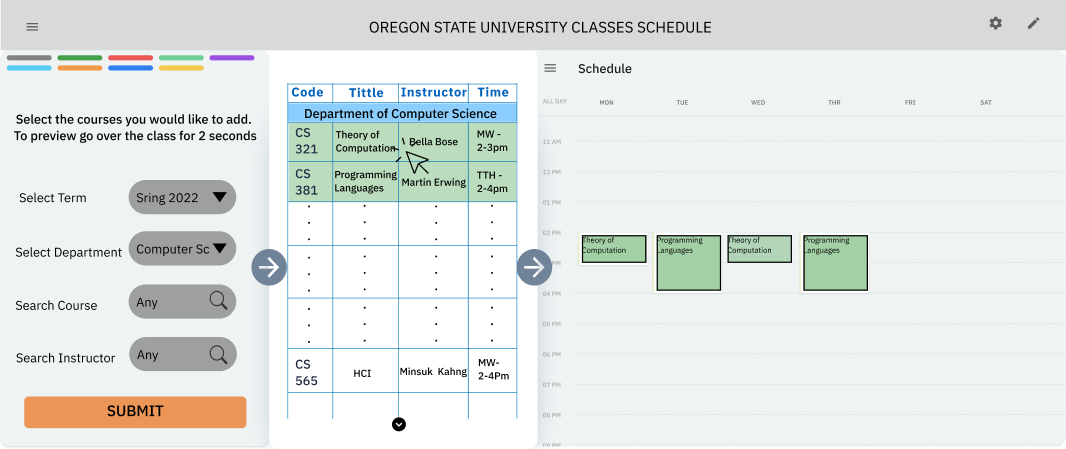 OREGON STATE UNIVERSITY CLASSES SCHEDULE
Select the courses you would like to add.
To preview go over the class for 2 seconds
Select Term
Sring 2022
Select Department
Computer Sc
Search Course
Any
Search Instructor
Any
SUBMIT
Code Tittle Instructor Time
Department of Computer Science
CS
321
Theory of
Computation
Bella Bose
MW -
2-3pm
CS
381
Programming
Languages
Martin Erwing
TTH -
2-4pm
CS
565
HCI
Minsuk Kahng
MW-
2-4Pm
Schedule
ALL DAY MON TUE WED THR FRI SAT
11 AM
12 PM
01 PM
02 PM
Theory of
Computation
Programming
Languages
Theory of
Computation
Programming
Languages
PM
04 PM
05 PM
06 PM
07 PM
08 PM
09 PM